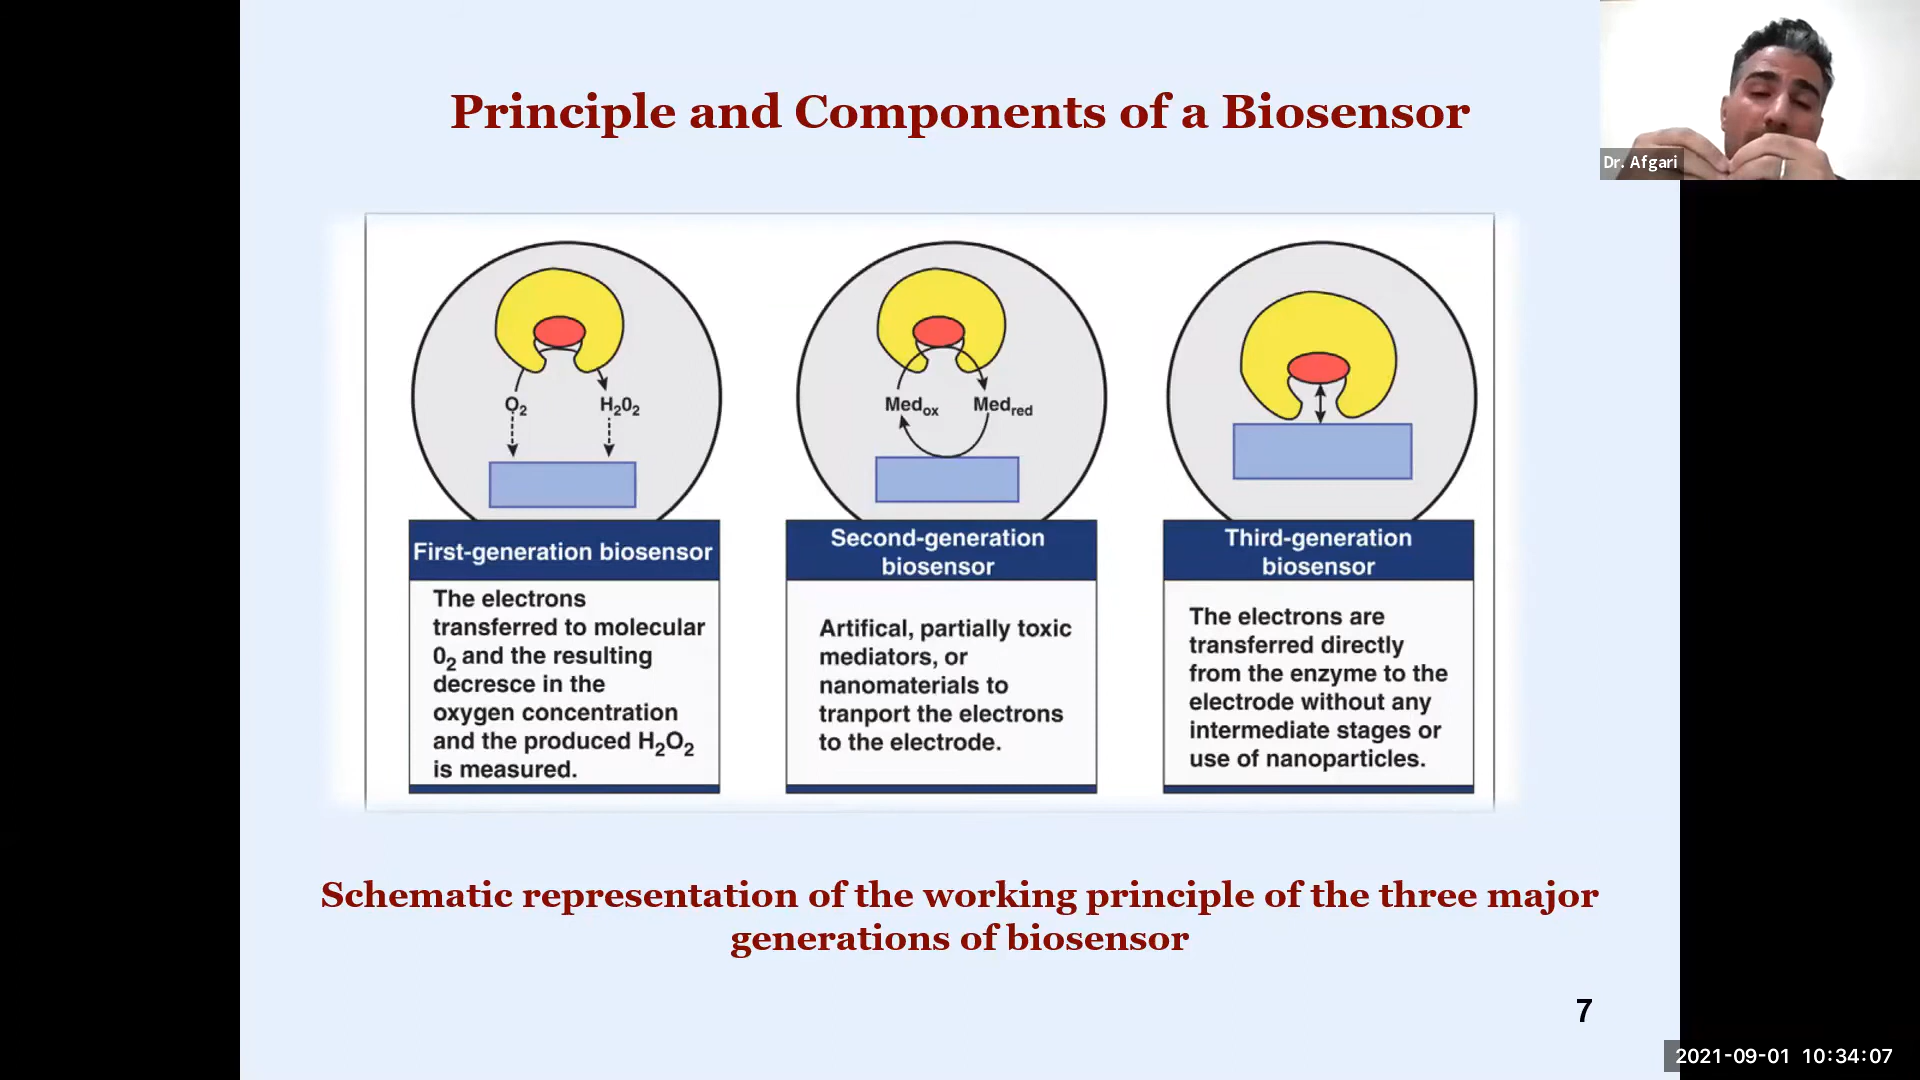 Principle and Components of a Biosensor
Dr. Afgari
O2
H202
Medox
Medred
First-generation biosensor
The electrons
transferred to molecular
02 and the resulting
decresce in the
oxygen concentration
and the produced H2O2
is measured.
Second-generation
biosensor
Artifical, partially toxic
mediators, or
nanomaterials to
tranport the electrons
to the electrode.
Third-generation
biosensor
The electrons are
transferred directly
from the enzyme to the
electrode without any
intermediate stages or
use of nanoparticles.
Schematic representation of the working principle of the three major
generations of biosensor
7
2021-09-01 10:34:07